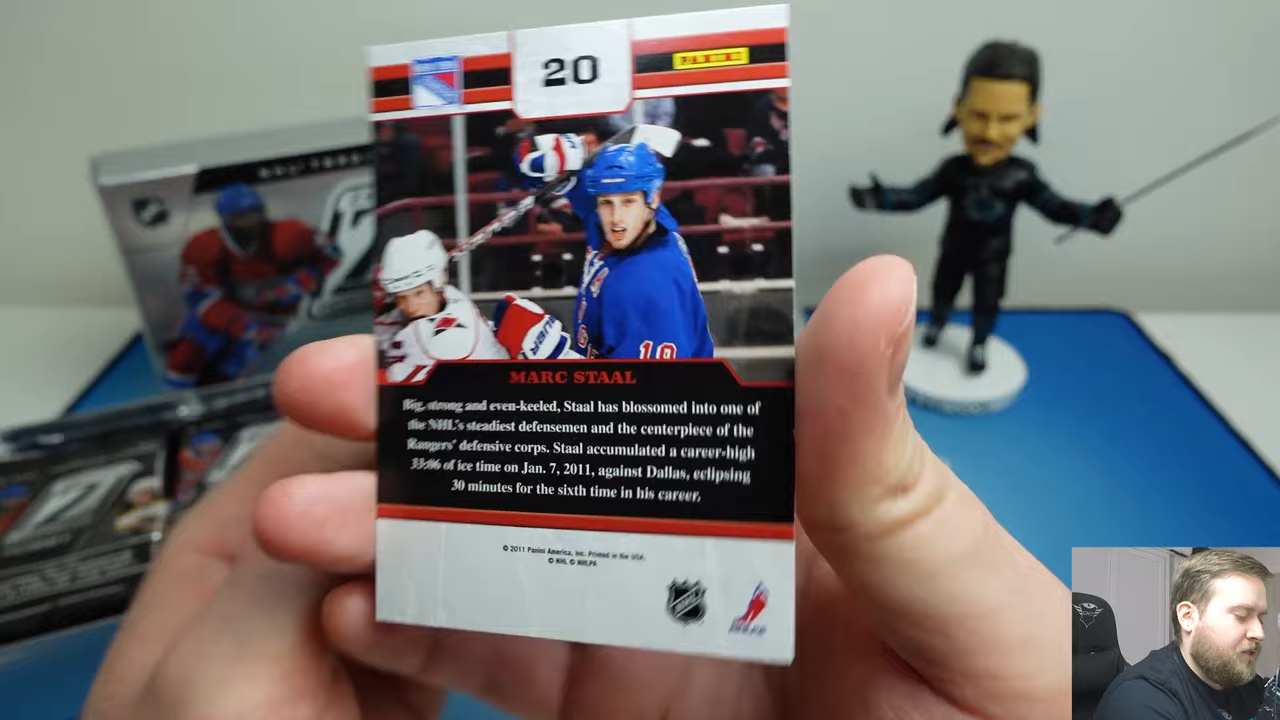 20
PANINI
18
MARC STAAL
Big, strong and even-keeled, Staal has blossomed into one of
the NHL's steadiest defensemen and the centerpiece of the
Rangers' defensive corps. Staal accumulated a career-high
33:06 of ice time on Jan. 7, 2011, against Dallas, eclipsing
30 minutes for the sixth time in his career.
© 2011 Panini America, Inc. Printed in the USA.
© NHL © NHLPA
NHL